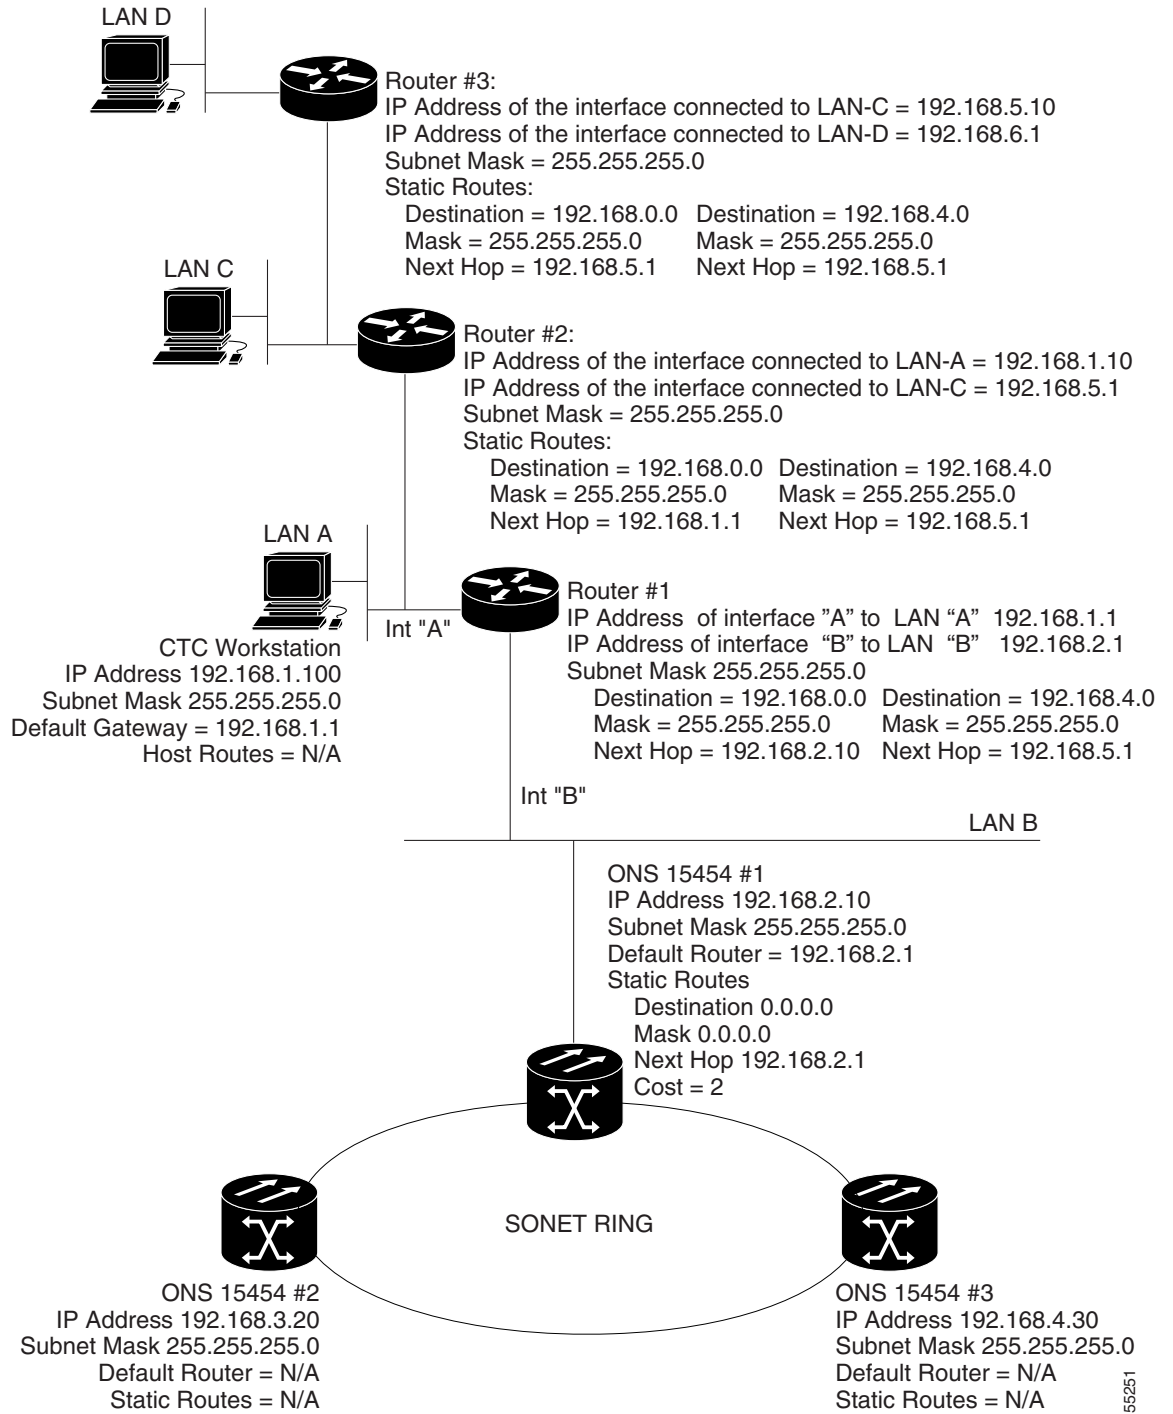 LAN D
Router #3:
IP Address of the interface connected to LAN-C = 192.168.5.10
IP Address of the interface connected to LAN-D = 192.168.6.1
Subnet Mask = 255.255.255.0
Static Routes:
Destination = 192.168.0.0 Destination = 192.168.4.0
Mask = 255.255.255.0 Mask = 255.255.255.0
Next Hop = 192.168.5.1 Next Hop = 192.168.5.1
LAN C
Router #2:
IP Address of the interface connected to LAN-A = 192.168.1.10
IP Address of the interface connected to LAN-C = 192.168.5.1
Subnet Mask = 255.255.255.0
Static Routes:
Destination = 192.168.0.0 Destination = 192.168.4.0
Mask = 255.255.255.0 Mask = 255.255.255.0
Next Hop = 192.168.1.1 Next Hop = 192.168.5.1
LAN A
Int "A"
Router #1
IP Address of interface ”A” to LAN “A” 192.168.1.1
IP Address of interface “B” to LAN “B” 192.168.2.1
Subnet Mask 255.255.255.0
Destination = 192.168.0.0 Destination = 192.168.4.0
Mask = 255.255.255.0 Mask = 255.255.255.0
Next Hop = 192.168.2.10 Next Hop = 192.168.5.1
CTC Workstation
IP Address 192.168.1.100
Subnet Mask 255.255.255.0
Default Gateway = 192.168.1.1
Host Routes = N/A
Int "B"
LAN B
ONS 15454 #1
IP Address 192.168.2.10
Subnet Mask 255.255.255.0
Default Router = 192.168.2.1
Static Routes
Destination 0.0.0.0
Mask 0.0.0.0
Next Hop 192.168.2.1
Cost = 2
SONET RING
ONS 15454 #2
IP Address 192.168.3.20
Subnet Mask 255.255.255.0
Default Router = N/A
Static Routes = N/A
ONS 15454 #3
IP Address 192.168.4.30
Subnet Mask 255.255.255.0
Default Router = N/A
Static Routes = N/A
55251